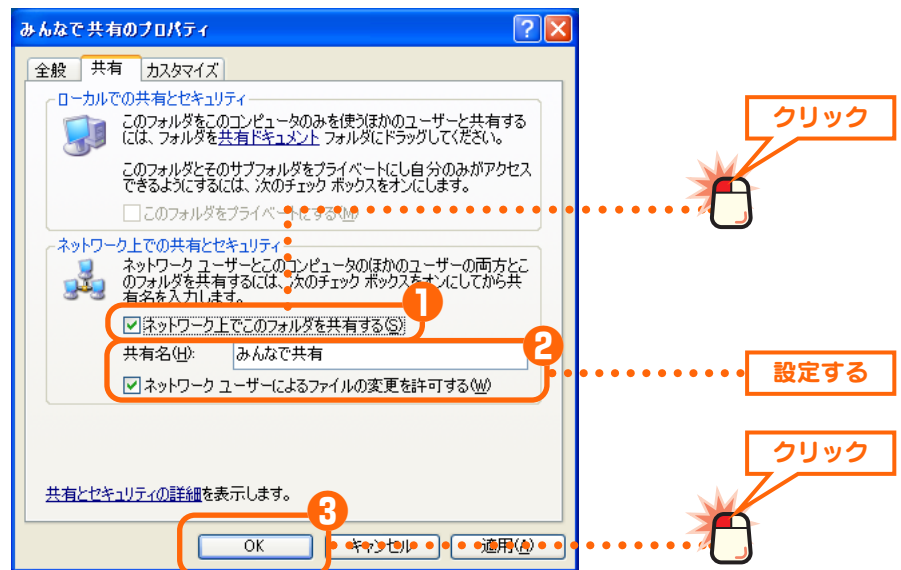 みんなで共有のプロパティ
全般 共有 カスタマイズ
ローカルでの共有とセキュリティ
このフォルダをこのコンピュータのみを使うほかのユーザーと共有する
には、フォルダを共有ドキュメント フォルダにドラッグしてください。
このフォルダとそのサブフォルダをプライベートにし自分のみがアクセス
できるようにするには、次のチェック ボックスをオンにします。
このフォルダをプライベートにする(M)
クリック
ネットワーク上での共有とセキュリティ
ネットワーク ユーザーとこのコンピュータのほかのユーザーの両方とこ
のフォルダを共有するには、次のチェック ボックスをオンにしてから共
有名を入力します。
1
ネットワーク上でこのフォルダを共有する(S)
2
共有名(H): みんなで共有
ネットワーク ユーザーによるファイルの変更を許可する(W)
設定する
クリック
共有とセキュリティの詳細を表示します。
3
OK キャンセル 適用(A)